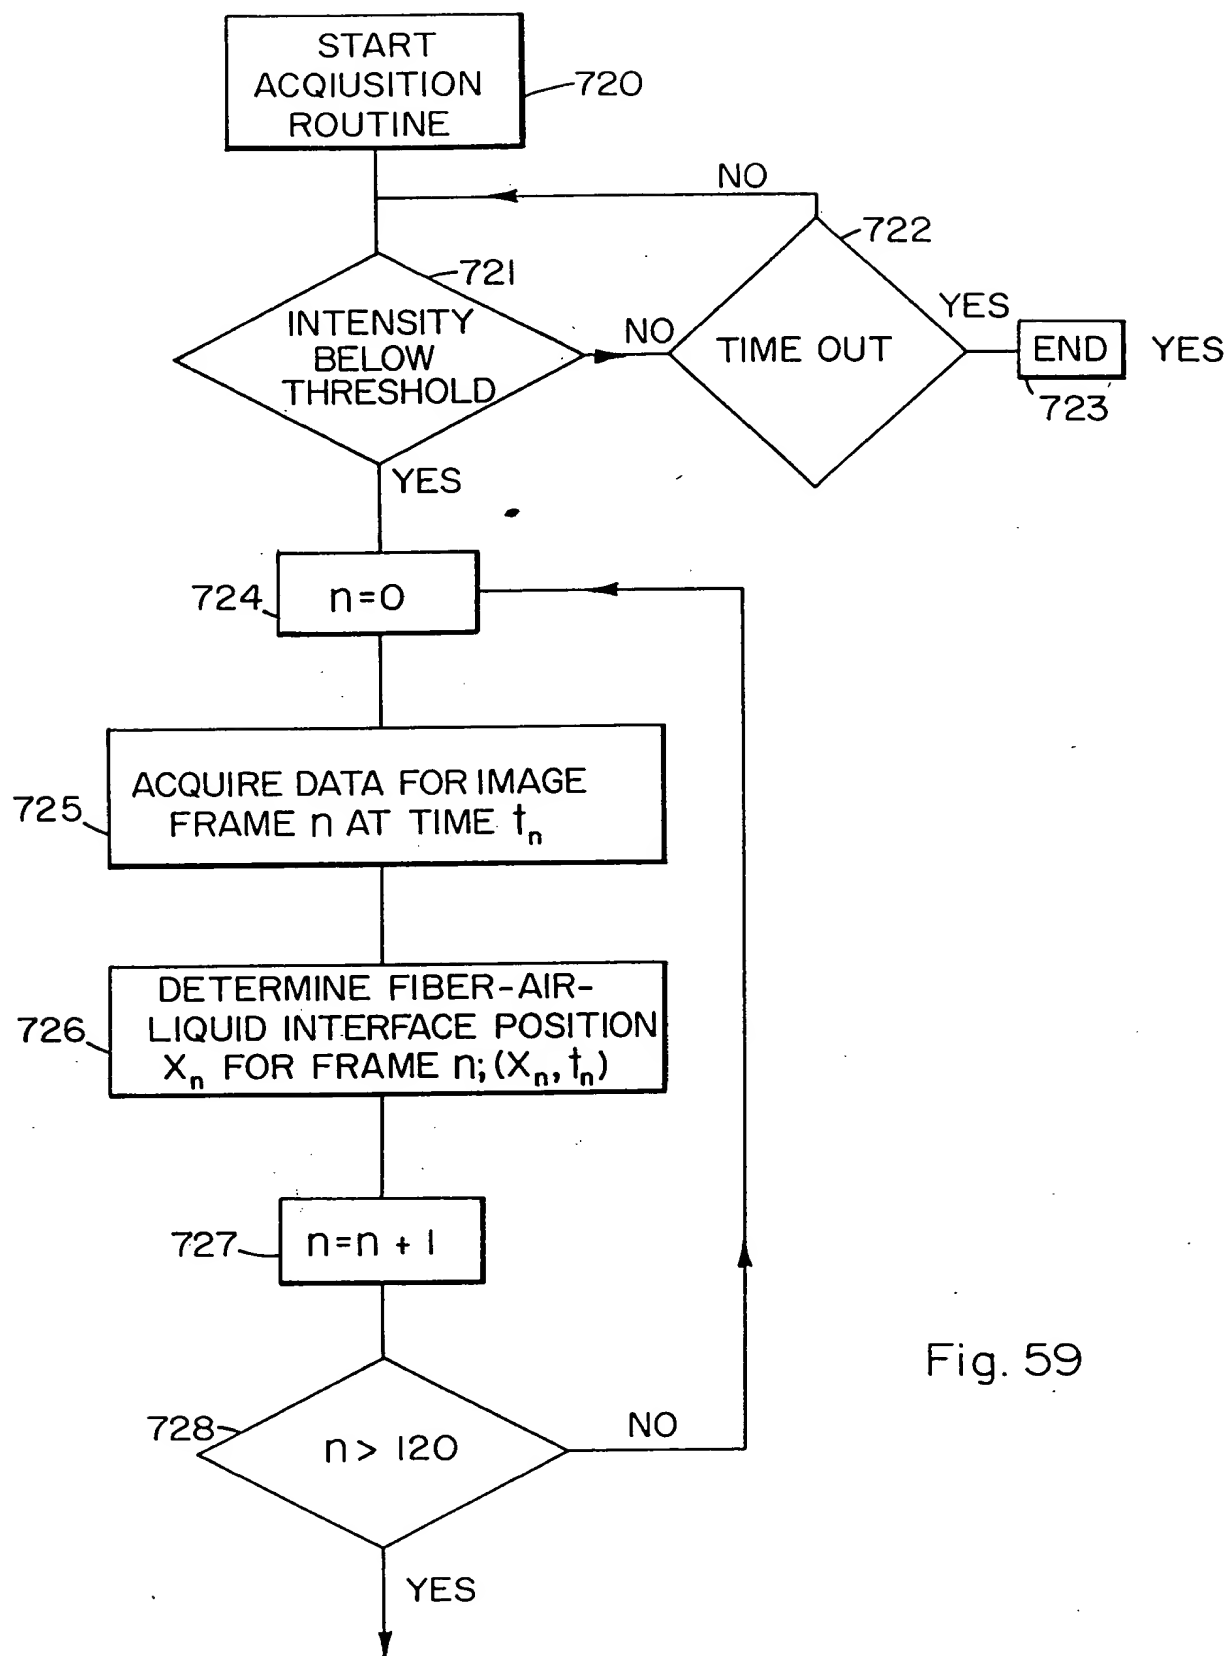 START
ACQIUSITION
ROUTINE
720
NO
722
721
INTENSITY
BELOW
THRESHOLD
NO
TIME OUT
YES
END
YES
723
YES
724
n=0
725
ACQUIRE DATA FOR IMAGE
FRAME n AT TIME tₙ
726
DETERMINE FIBER-AIR-
LIQUID INTERFACE POSITION
Xₙ FOR FRAME n; (Xₙ, tₙ)
727
n=n + 1
728
n > 120
NO
YES
Fig. 59